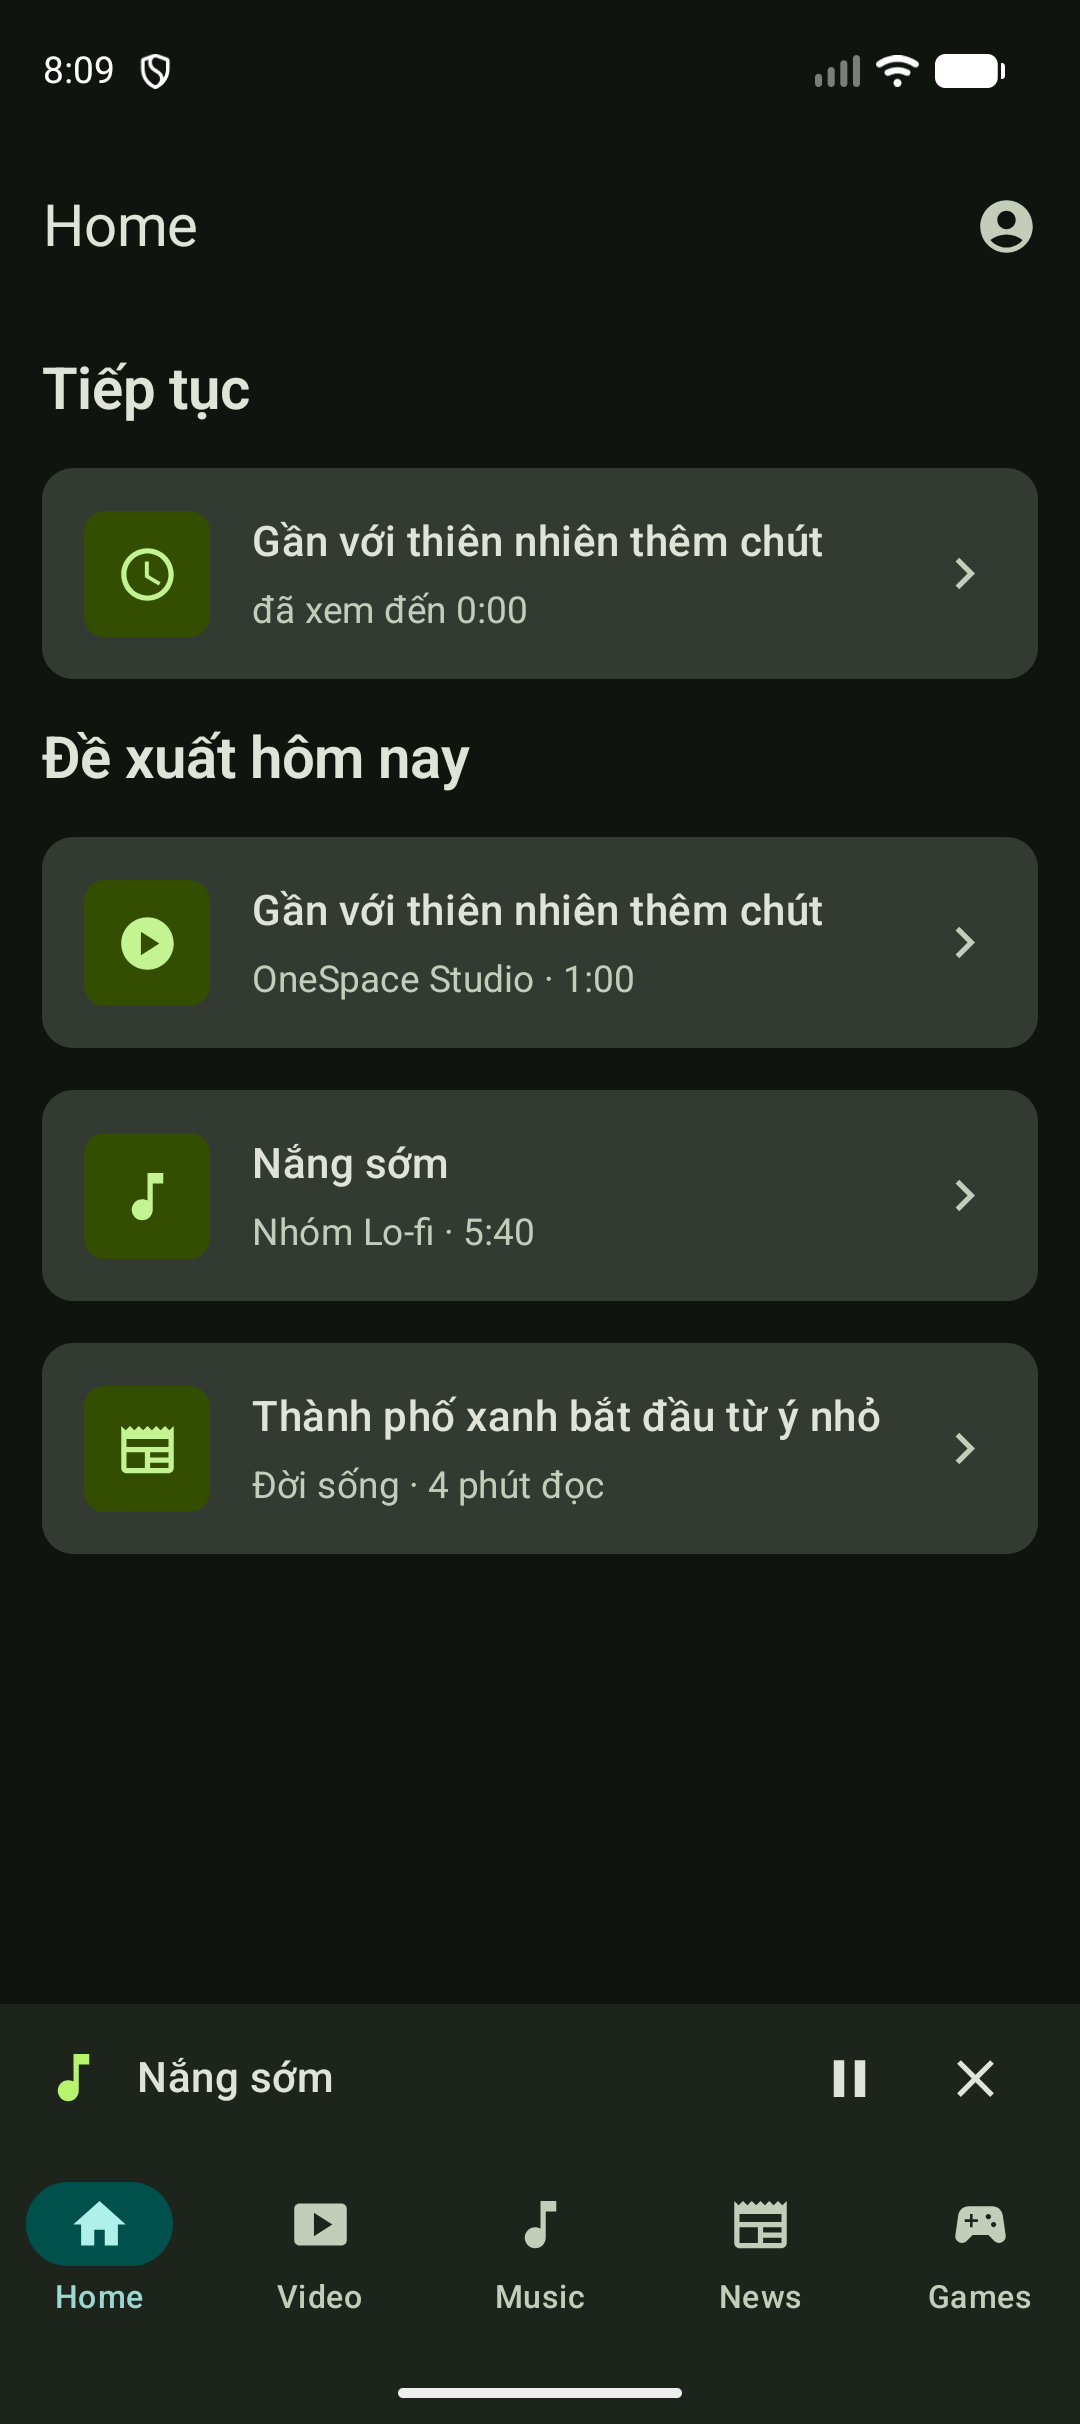 8:09
Home
Tiếp tục
Gần với thiên nhiên thêm chút
đã xem đến 0:00
Đề xuất hôm nay
Gần với thiên nhiên thêm chút
OneSpace Studio · 1:00
Nắng sớm
Nhóm Lo-fi · 5:40
Thành phố xanh bắt đầu từ ý nhỏ
Đời sống · 4 phút đọc
Nắng sớm
Home
Video
Music
News
Games